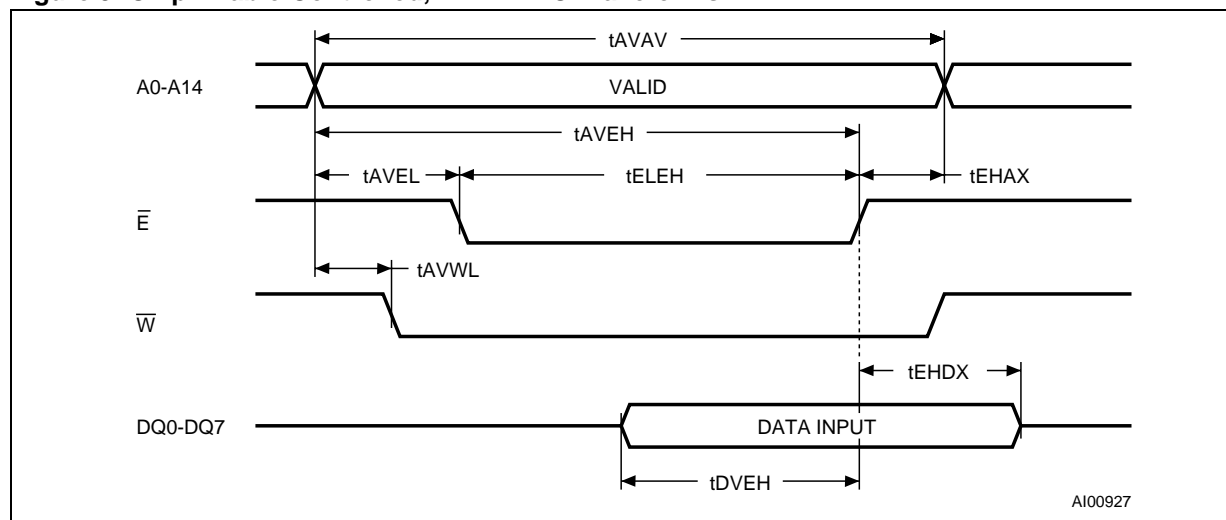 tAVAV
A0-A14 VALID
tAVEH
tAVEL tELEH tEHAX
E̅
tAVWL
W̅
tEHDX
DQ0-DQ7 DATA INPUT
tDVEH
AI00927